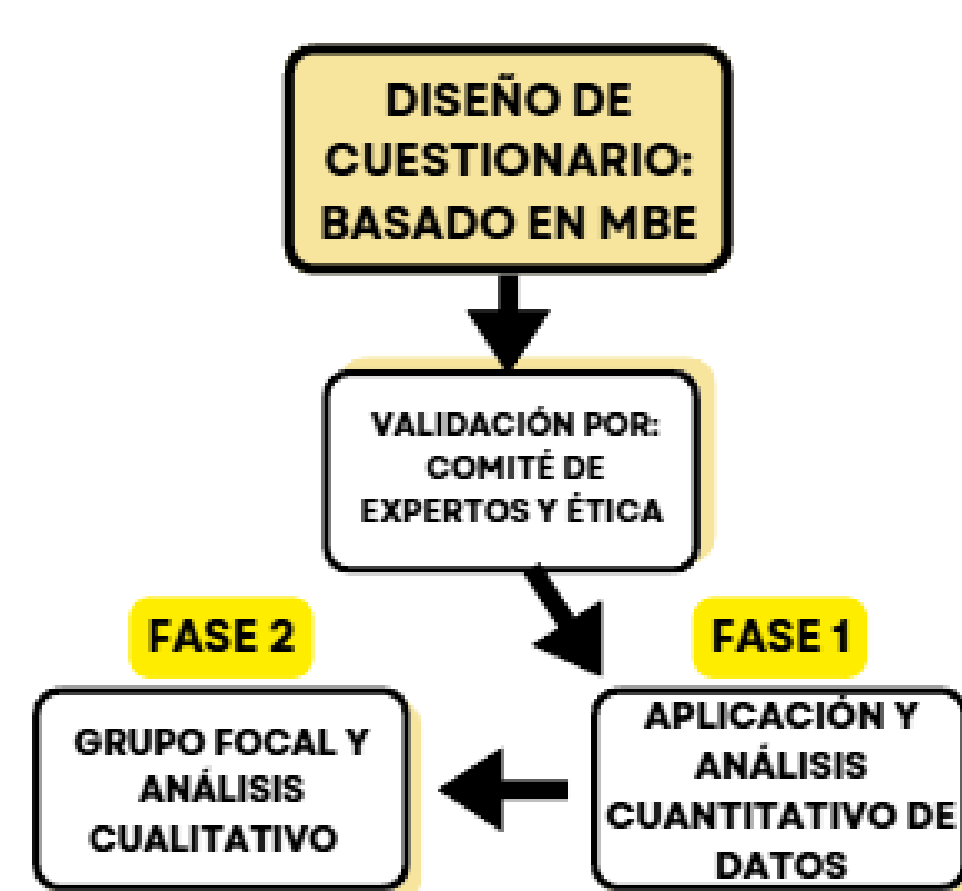 DISEÑO DE
CUESTIONARIO:
BASADO EN MBE
VALIDACIÓN POR:
COMITÉ DE
EXPERTOS Y ÉTICA
FASE 2
FASE 1
GRUPO FOCAL Y
ANÁLISIS
CUALITATIVO
APLICACIÓN Y
ANÁLISIS
CUANTITATIVO DE
DATOS